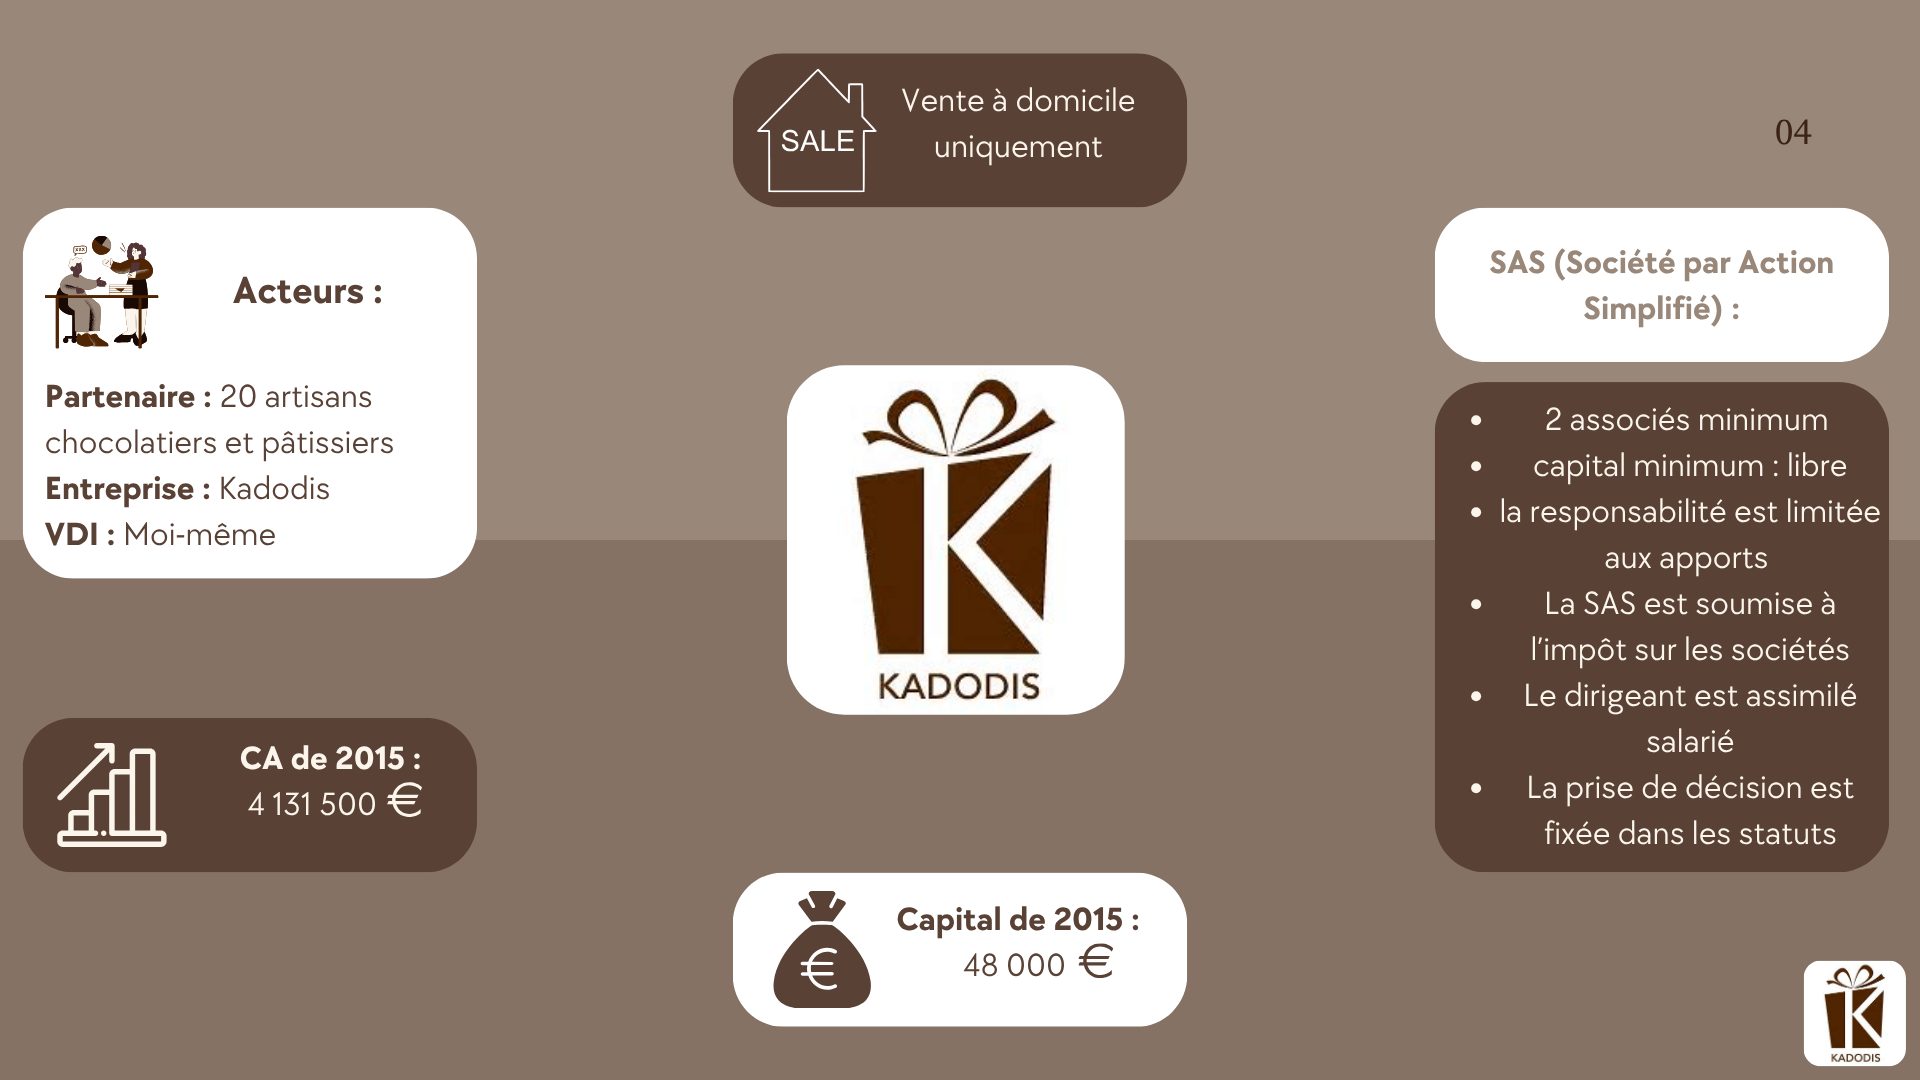 Vente à domicile
uniquement
SALE
04
Acteurs :
Partenaire : 20 artisans
chocolatiers et pâtissiers
Entreprise : Kadodis
VDI : Moi-même
SAS (Société par Action
Simplifié) :
2 associés minimum
capital minimum : libre
la responsabilité est limitée
aux apports
La SAS est soumise à
l'impôt sur les sociétés
Le dirigeant est assimilé
salarié
La prise de décision est
fixée dans les statuts
KADODIS
CA de 2015 :
4 131 500 €
Capital de 2015 :
48 000 €
€
KADODIS